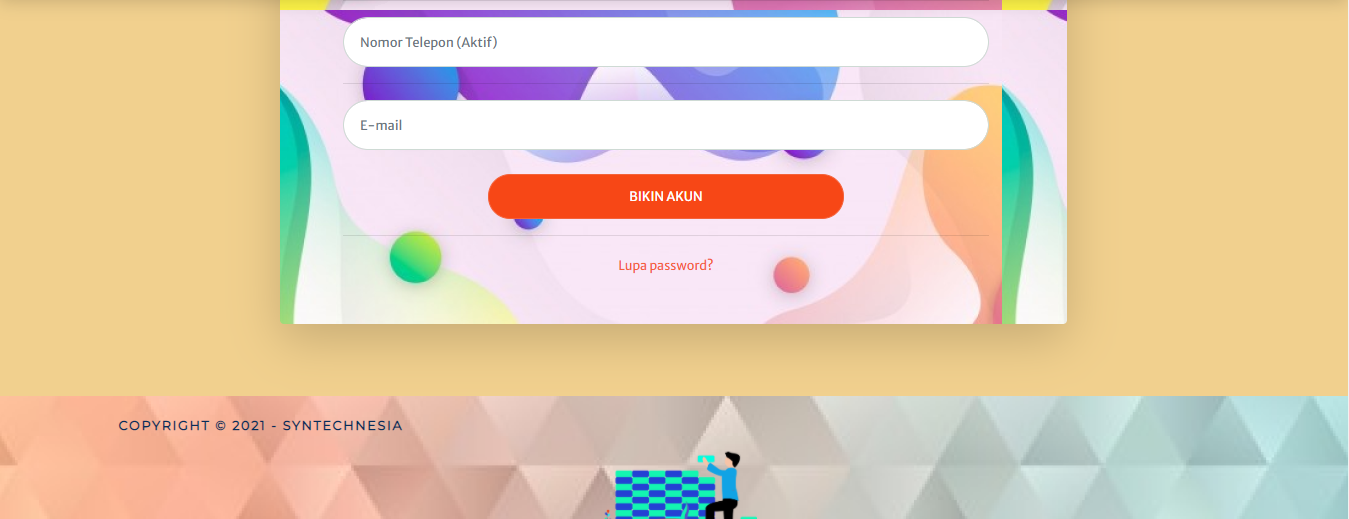 Nomor Telepon (Aktif)
E-mail
BIKIN AKUN
Lupa password?
COPYRIGHT © 2021 - SYNTECHNESIA